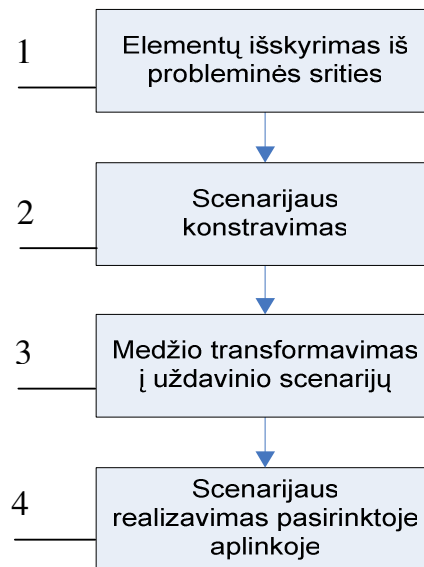 1
Elementų išskyrimas iš
probleminės srities
2
Scenarijaus
konstravimas
3
Medžio transformavimas
į uždavinio scenarijų
4
Scenarijaus
realizavimas pasirinktoje
aplinkoje